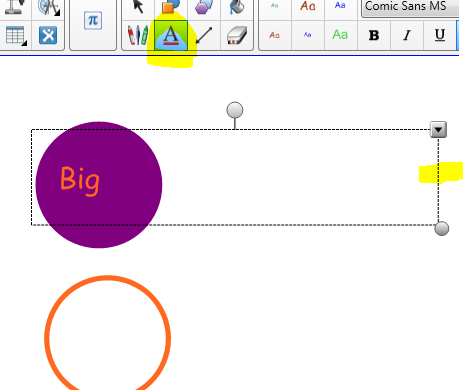 π
Comic Sans MS
A
Aa Aa Aa
Aa Aa Aa B I U
Big